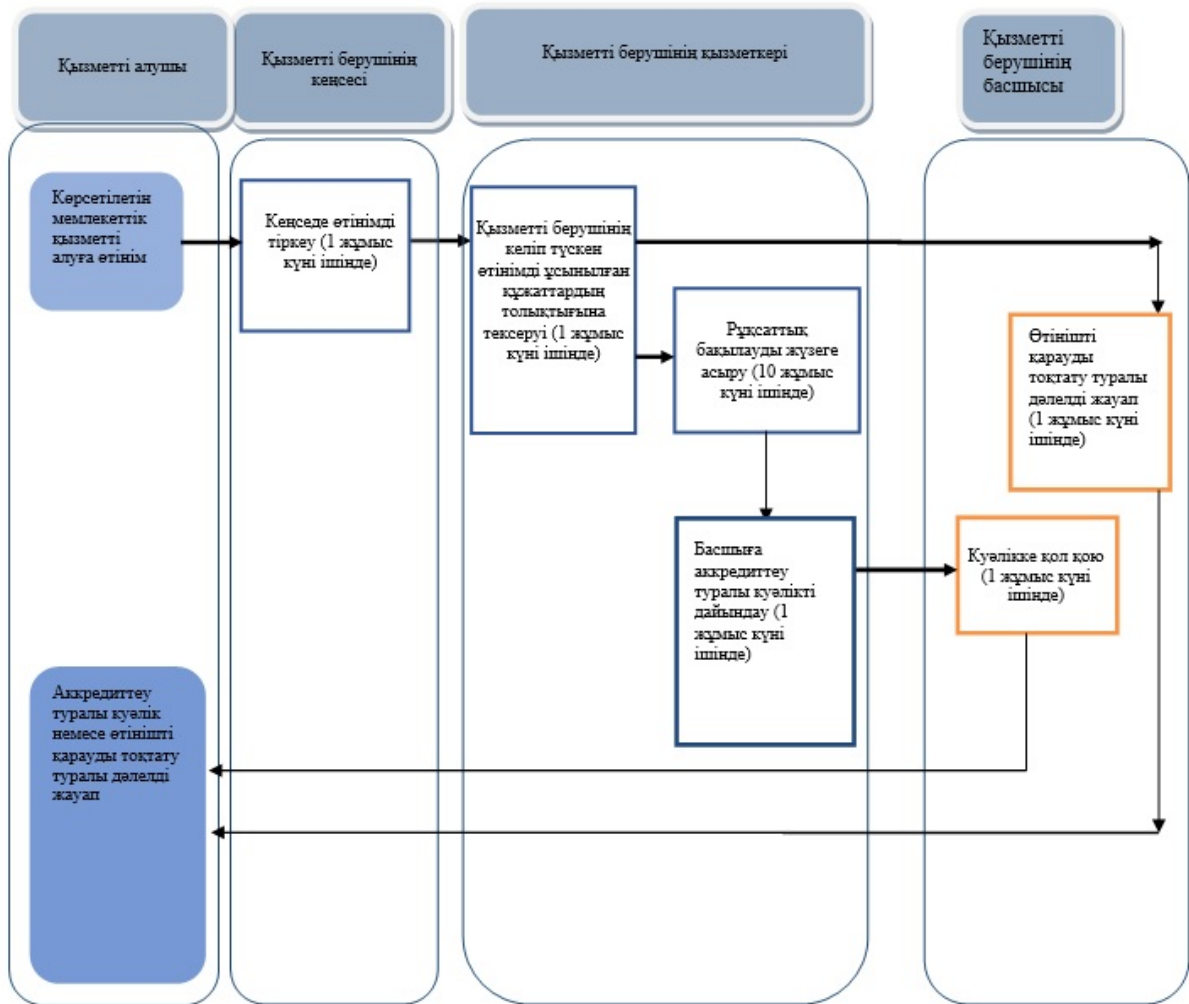 Қызметті алушы
Қызметті берушінің
кеңсесі
Қызметті берушінің қызметкері
Қызметті
берушінің
басшысы
Көрсетілетін
мемлекеттік
қызметті
алуға өтінім
Кеңседе өтінімді
тіркеу (1 жұмыс
күні ішінде)
Қызметті берушінің
келіп түскен
өтінімді ұсынылған
құжаттардың
толықтығына
тексеруі (1 жұмыс
күні ішінде)
Рұқсаттық
бақылауды жүзеге
асыру (10 жұмыс
күні ішінде)
Өтінішті
қарауды
тоқтату туралы
дәлелді жауап
(1 жұмыс күні
ішінде)
Басшыға
аккредиттеу
туралы куәлікті
дайындау (1
жұмыс күні
ішінде)
Куәлікке қол қою
(1 жұмыс күні
ішінде)
Аккредиттеу
туралы куәлік
немесе өтінішті
қарауды тоқтату
туралы дәлелді
жауап